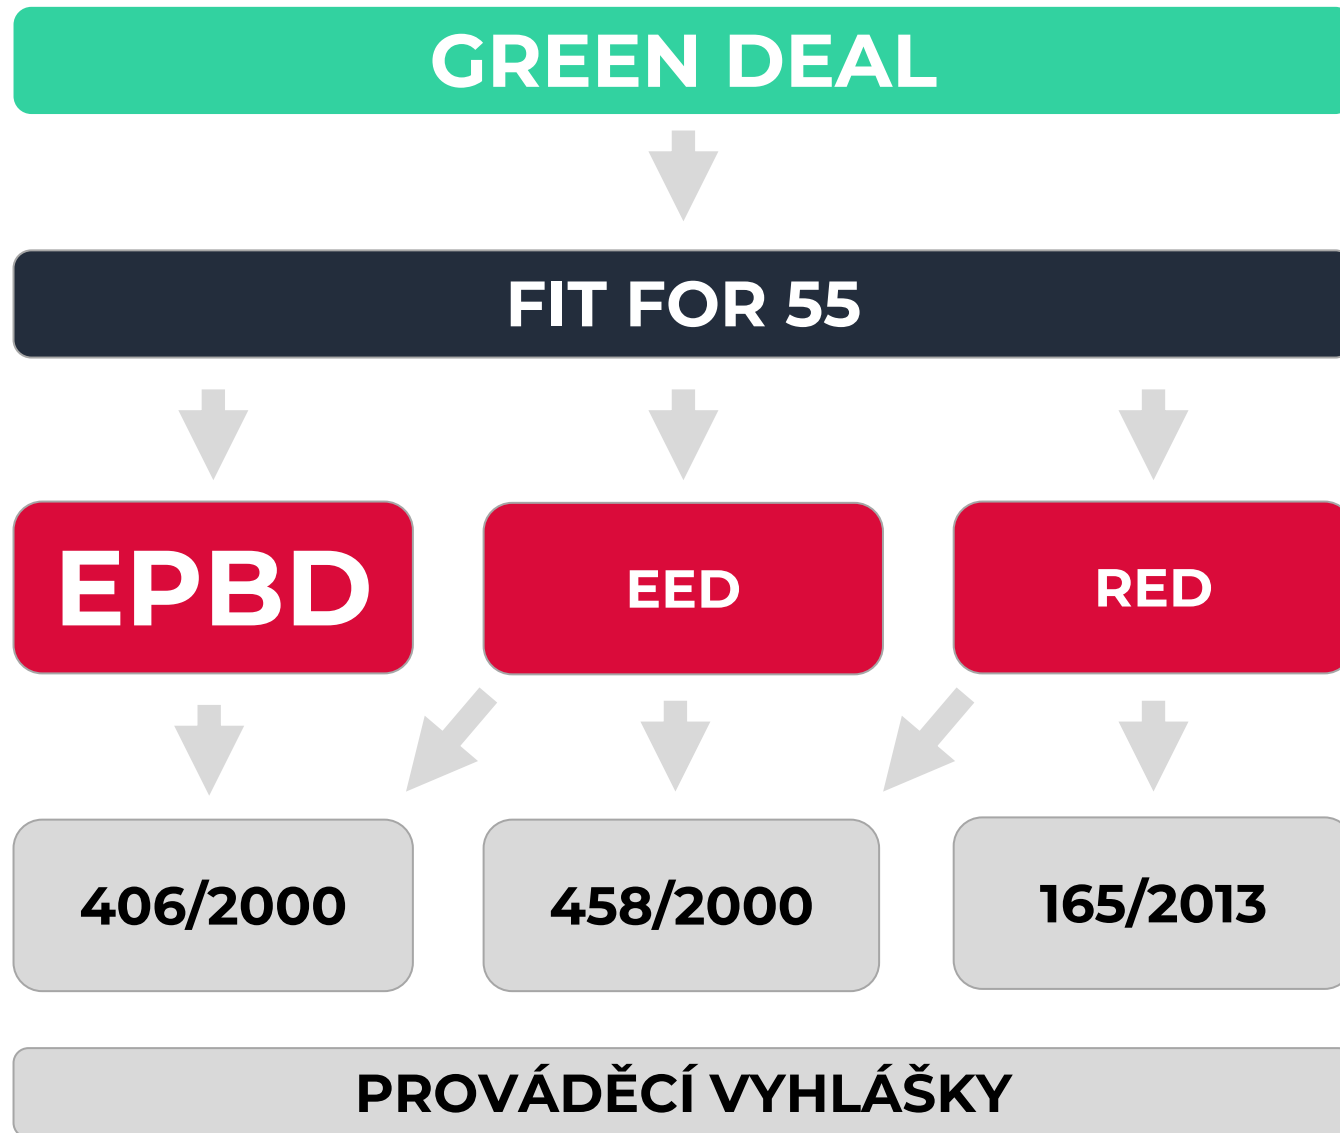 GREEN DEAL
FIT FOR 55
EPBD
EED
RED
406/2000
458/2000
165/2013
PROVÁDĚCÍ VYHLÁŠKY